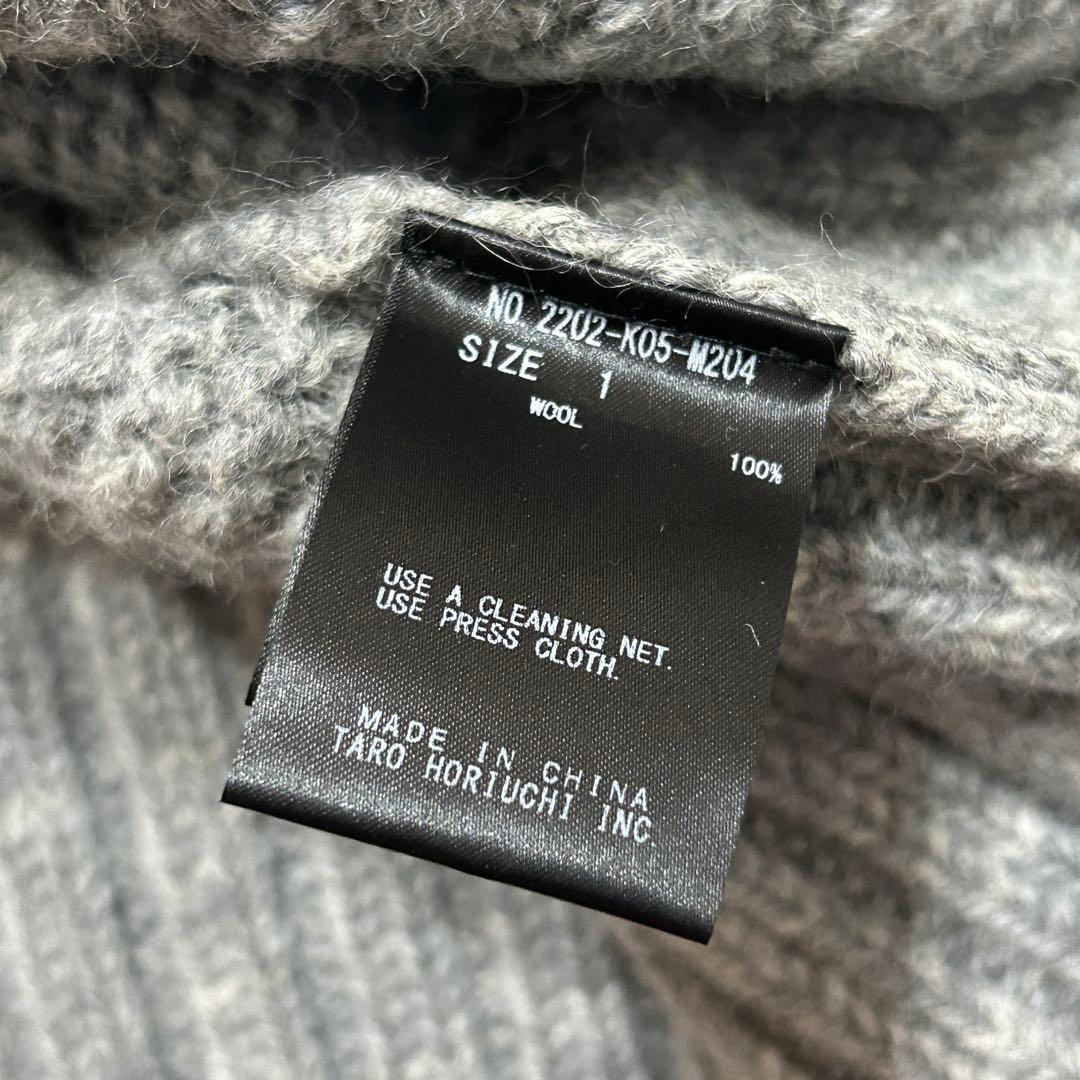 NO. 2202-K05-M204
SIZE 1
WOOL
100%
USE A CLEANING NET.
USE PRESS CLOTH.
MADE IN CHINA
TARO HORIUCHI INC.